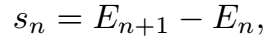 s_n = E_{n+1} − E_n,